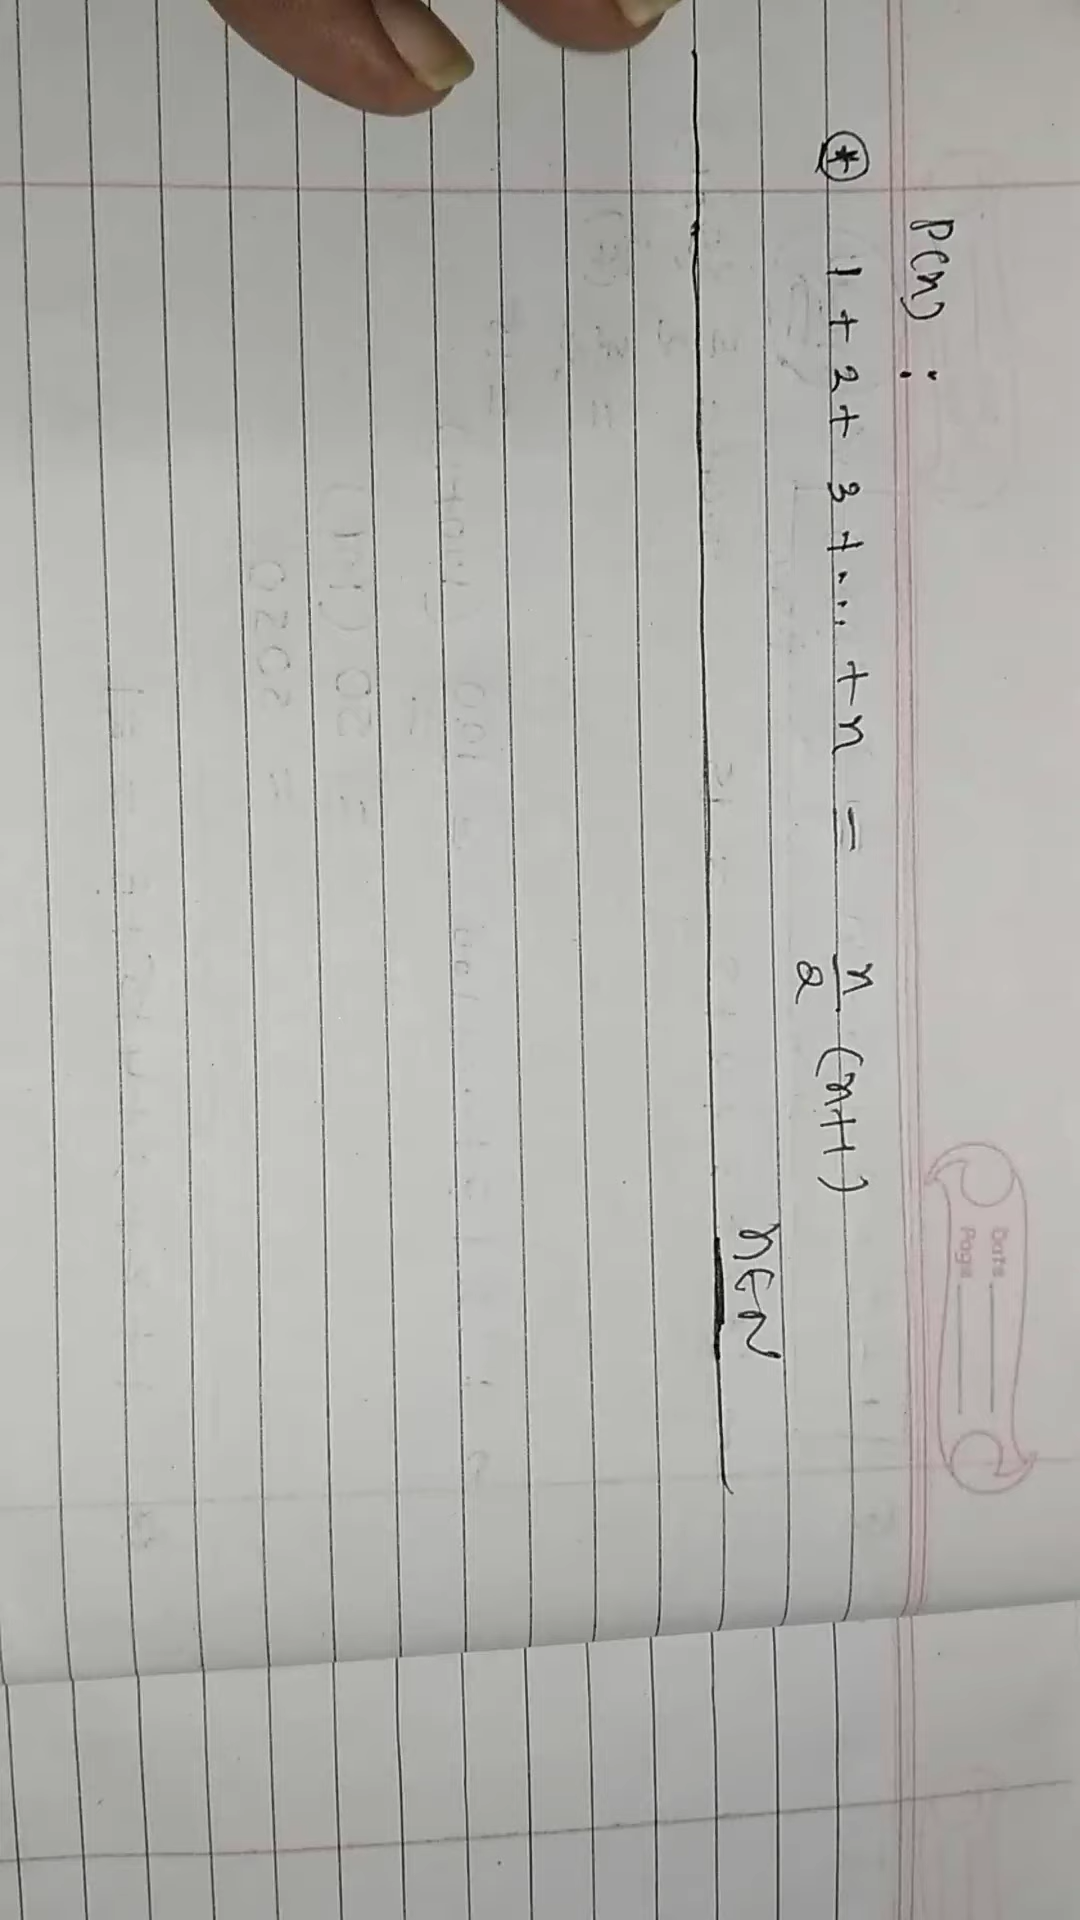 Date
Page
P(n) :
* 1 + 2 + 3 + ... + n = n/2 (n+1)
n∈N